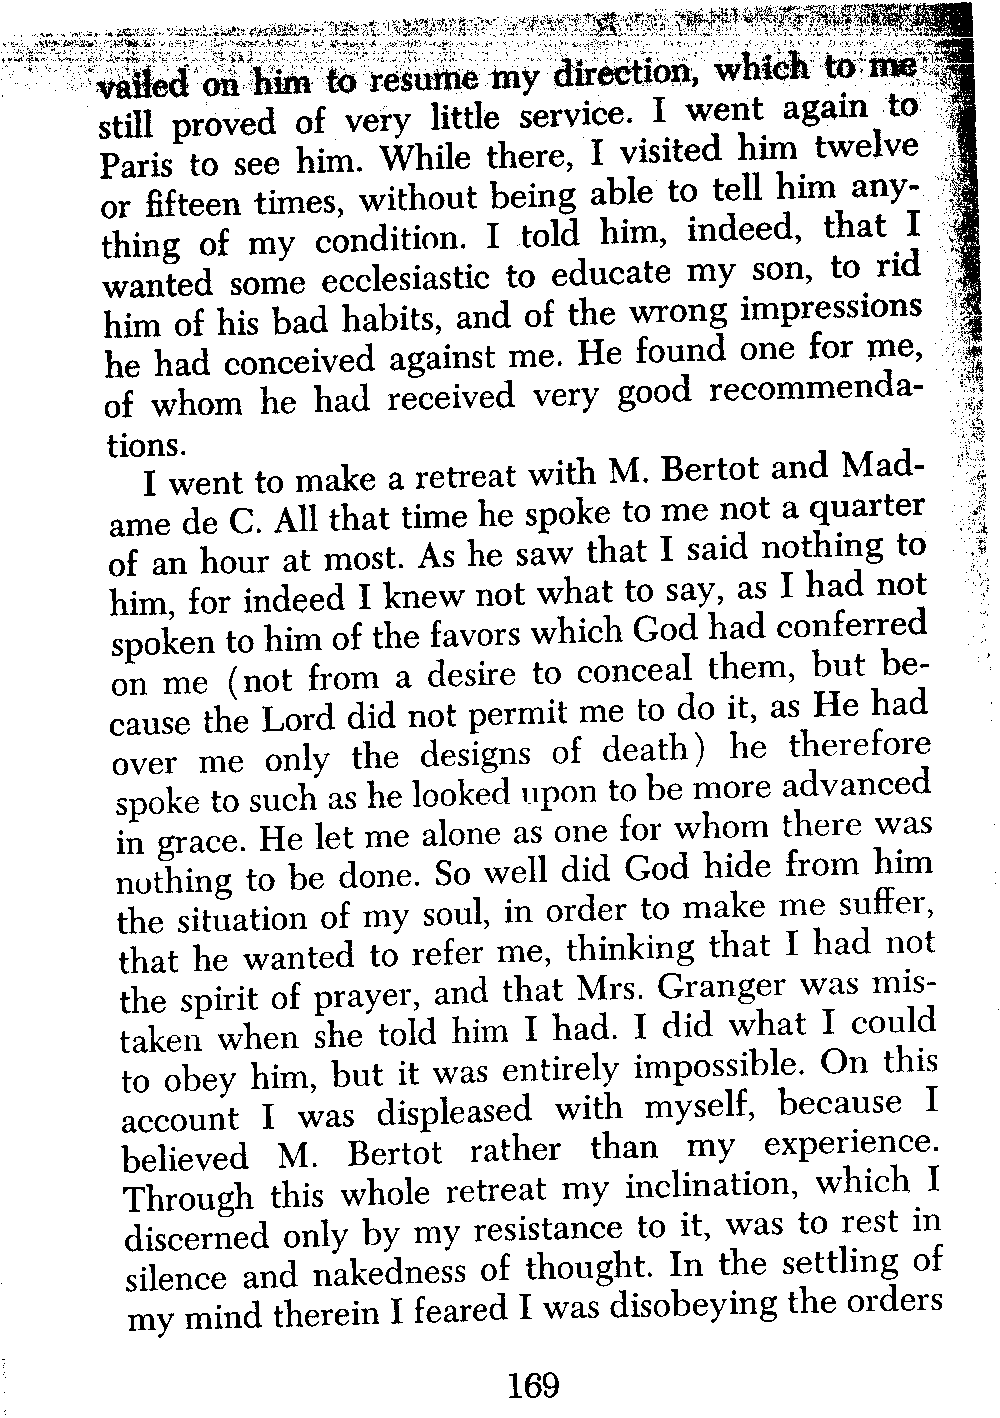 vailed on him to resume my direction, which to me
still proved of very little service. I went again to
Paris to see him. While there, I visited him twelve
or fifteen times, without being able to tell him any-
thing of my condition. I told him, indeed, that I
wanted some ecclesiastic to educate my son, to rid
him of his bad habits, and of the wrong impressions
he had conceived against me. He found one for me,
of whom he had received very good recommenda-
tions.
I went to make a retreat with M. Bertot and Mad-
ame de C. All that time he spoke to me not a quarter
of an hour at most. As he saw that I said nothing to
him, for indeed I knew not what to say, as I had not
spoken to him of the favors which God had conferred
on me (not from a desire to conceal them, but be-
cause the Lord did not permit me to do it, as He had
over me only the designs of death) he therefore
spoke to such as he looked upon to be more advanced
in grace. He let me alone as one for whom there was
nothing to be done. So well did God hide from him
the situation of my soul, in order to make me suffer,
that he wanted to refer me, thinking that I had not
the spirit of prayer, and that Mrs. Granger was mis-
taken when she told him I had. I did what I could
to obey him, but it was entirely impossible. On this
account I was displeased with myself, because I
believed M. Bertot rather than my experience.
Through this whole retreat my inclination, which I
discerned only by my resistance to it, was to rest in
silence and nakedness of thought. In the settling of
my mind therein I feared I was disobeying the orders
169